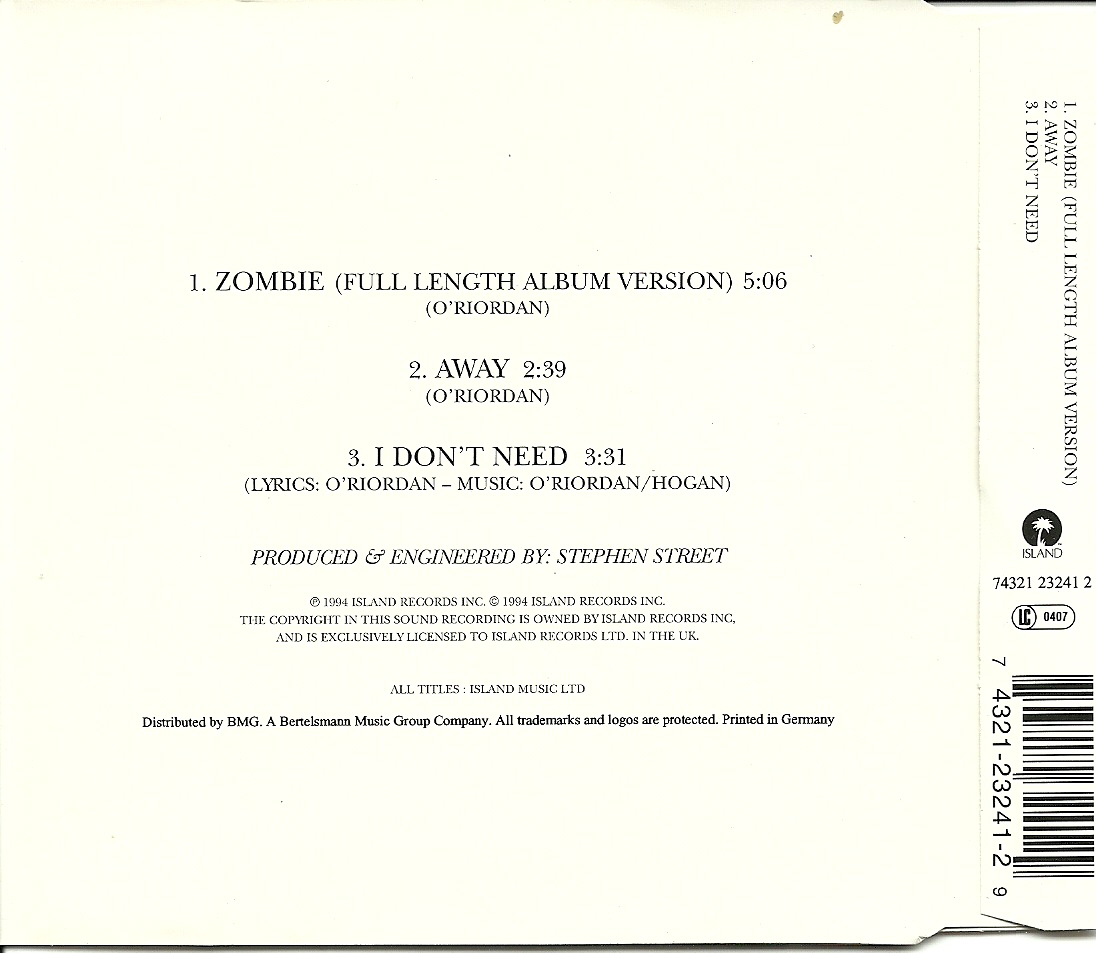 1. ZOMBIE (FULL LENGTH ALBUM VERSION) 5:06
(O'RIORDAN)
2. AWAY 2:39
(O'RIORDAN)
3. I DON'T NEED 3:31
(LYRICS: O'RIORDAN – MUSIC: O'RIORDAN/HOGAN)
PRODUCED & ENGINEERED BY: STEPHEN STREET
℗ 1994 ISLAND RECORDS INC. © 1994 ISLAND RECORDS INC.
THE COPYRIGHT IN THIS SOUND RECORDING IS OWNED BY ISLAND RECORDS INC,
AND IS EXCLUSIVELY LICENSED TO ISLAND RECORDS LTD. IN THE UK.
ALL TITLES : ISLAND MUSIC LTD
Distributed by BMG. A Bertelsmann Music Group Company. All trademarks and logos are protected. Printed in Germany
1. ZOMBIE (FULL LENGTH ALBUM VERSION)
2. AWAY
3. I DON'T NEED
ISLAND™
74321 23241 2
LC 0407
7 4321-23241-2 9